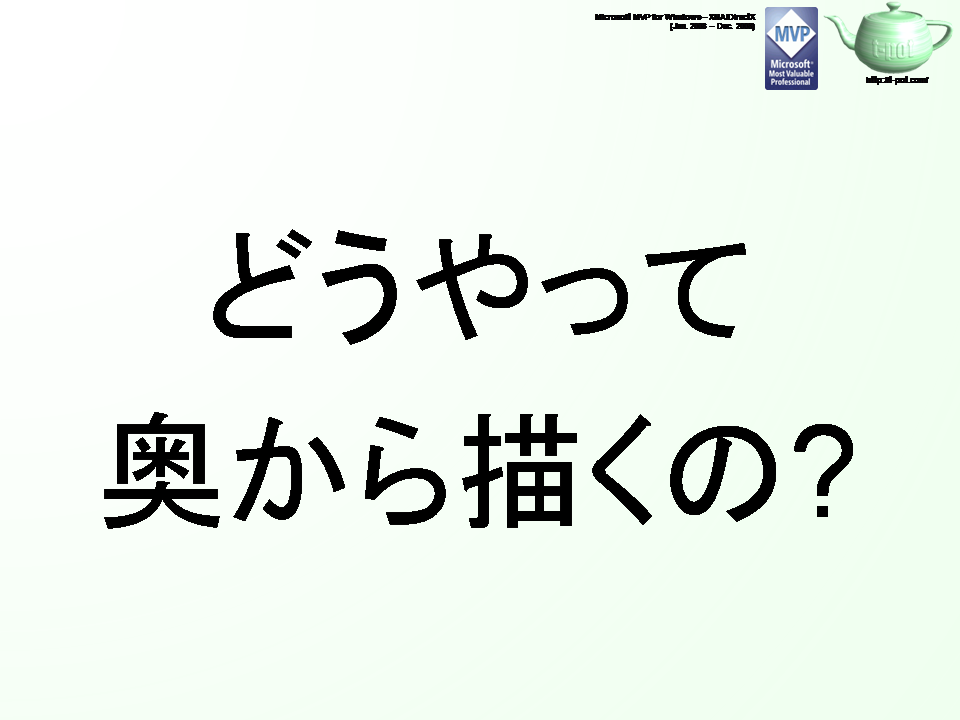 Microsoft MVP for Windows – XNA/DirectX
(Jan. 2008 – Dec. 2008)
MVP
Microsoft®
Most Valuable
Professional
t-pot
http://t-pot.com/
どうやって
奥から描くの?